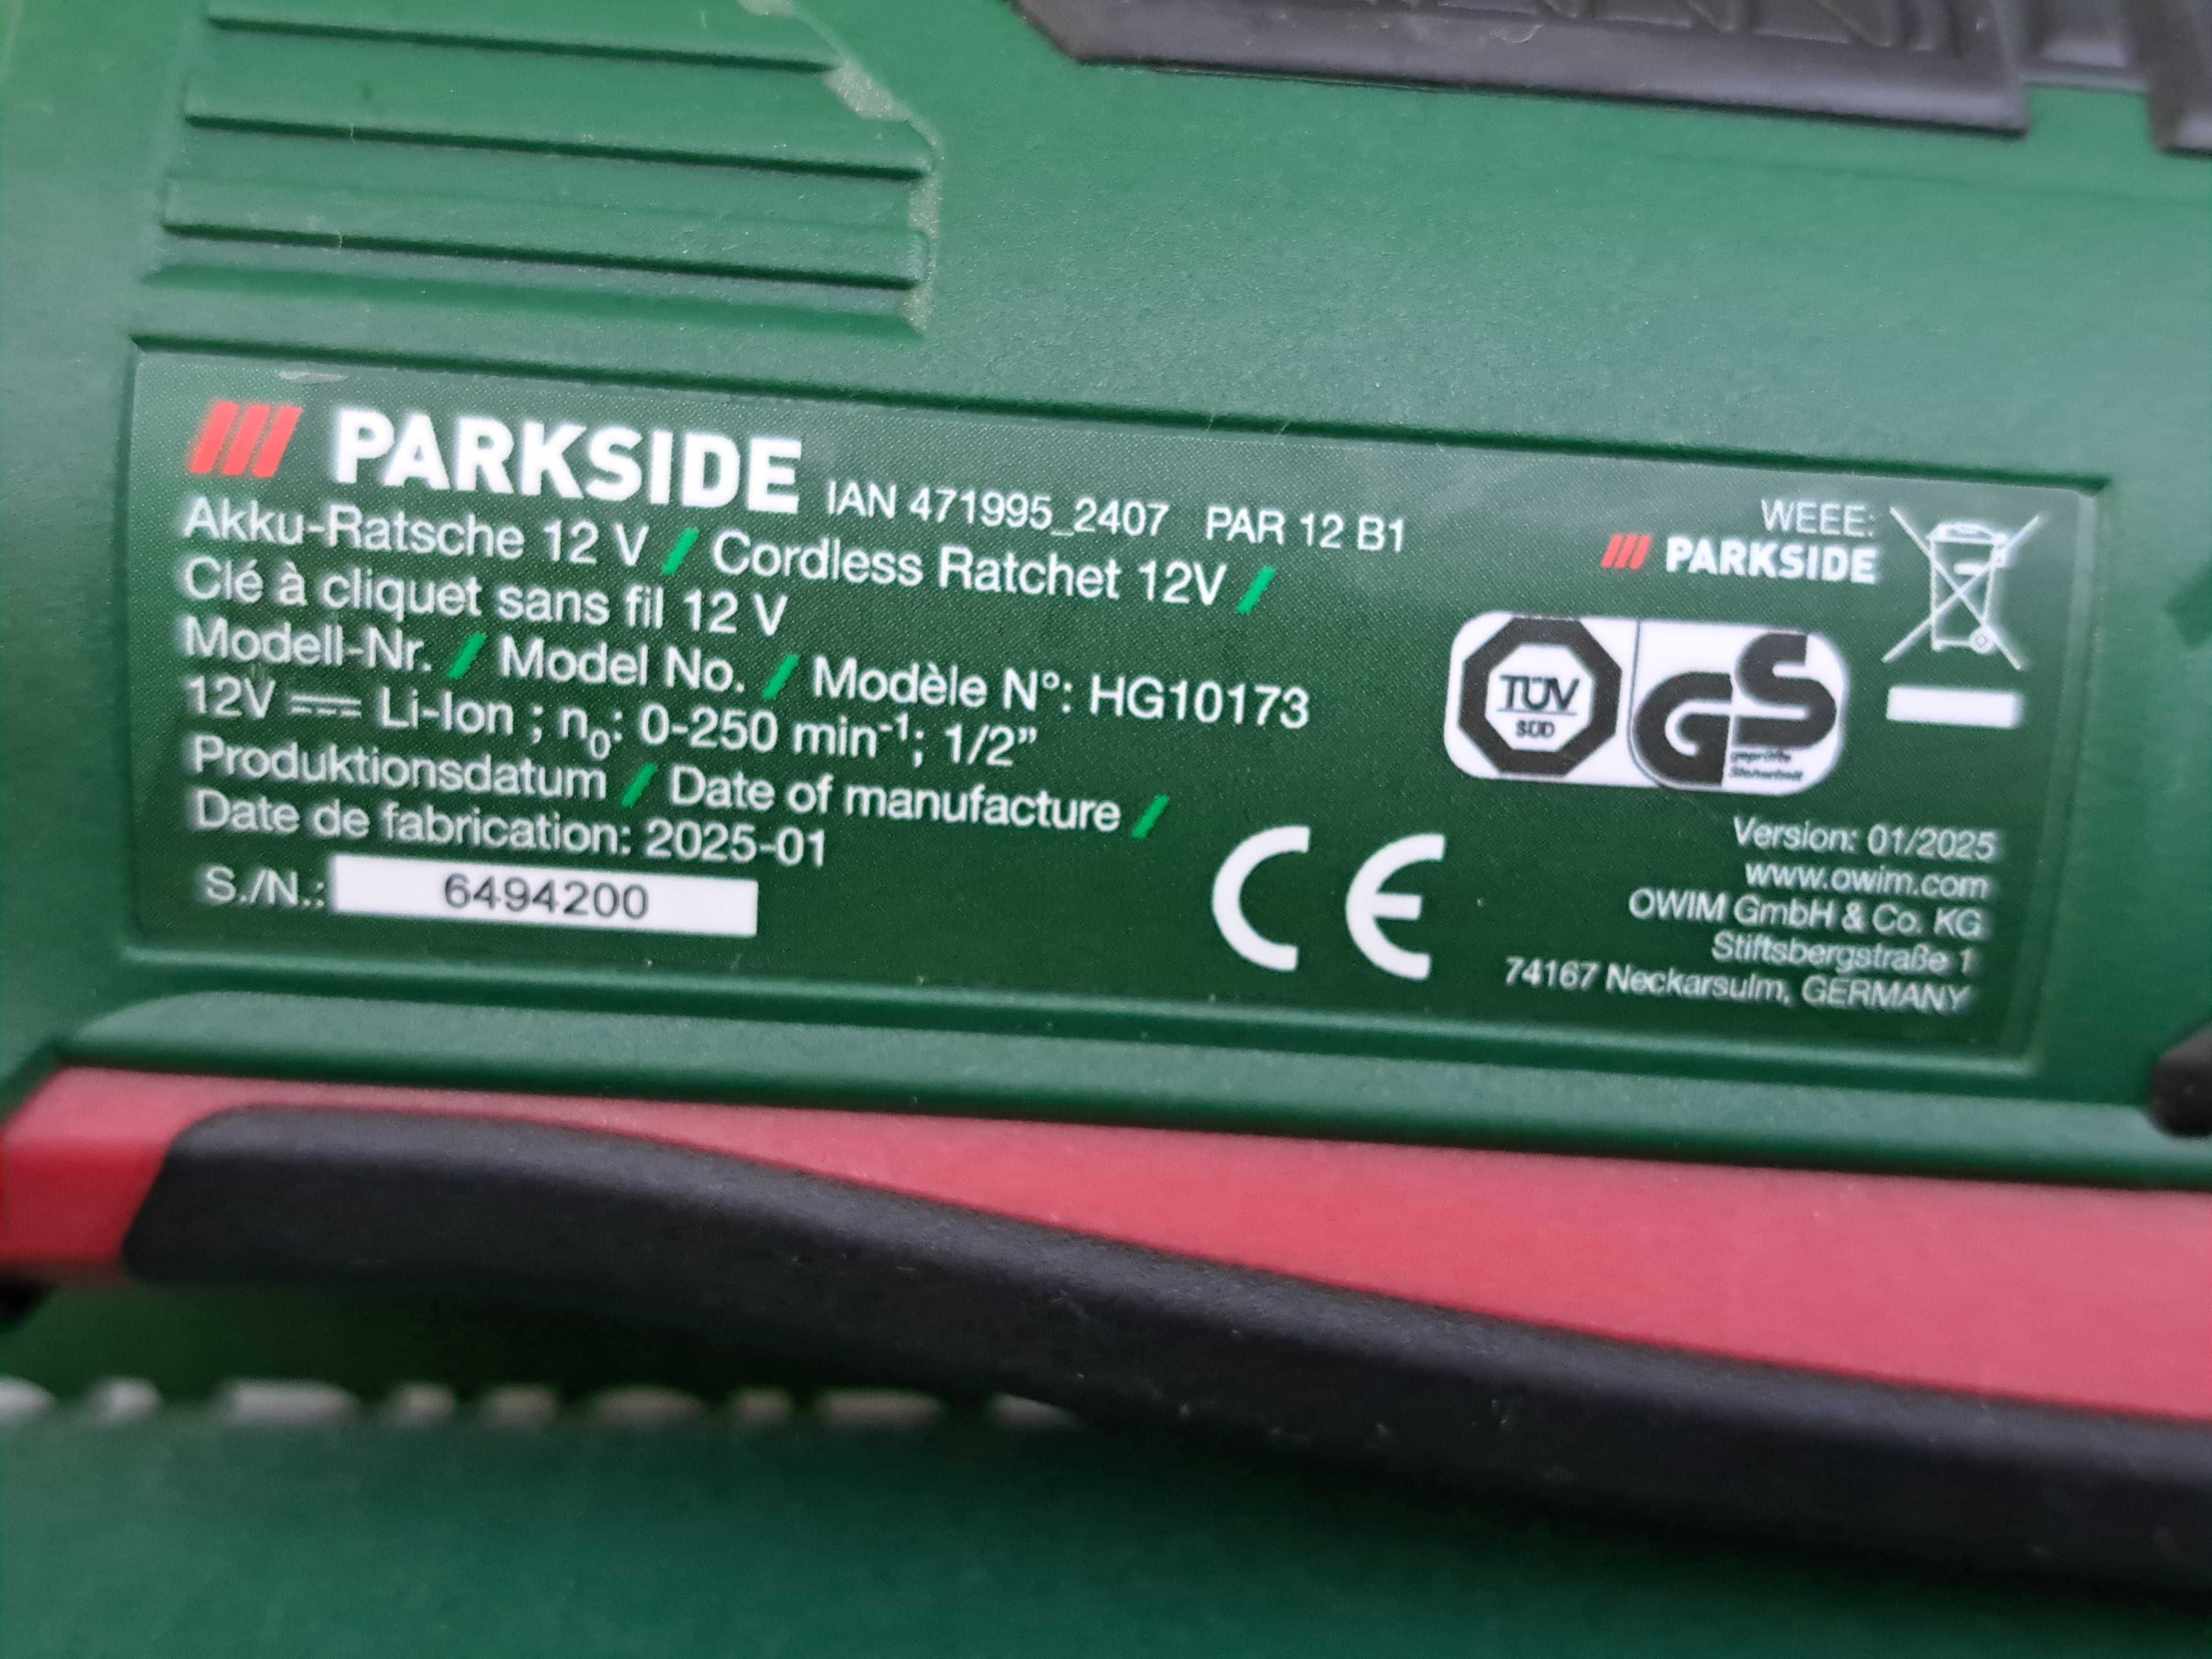 PARKSIDE IAN 471995_2407 PAR 12 B1
Akku-Ratsche 12 V / Cordless Ratchet 12V /
Clé à cliquet sans fil 12 V
Modell-Nr. / Model No. / Modèle N°: HG10173
12V ⎓ Li-Ion ; n₀: 0-250 min⁻¹; 1/2”
Produktionsdatum / Date of manufacture /
Date de fabrication: 2025-01
S./N.: 6494200
WEEE:
PARKSIDE
TÜV
SÜD
GS
geprüfte
Sicherheit
CE
Version: 01/2025
www.owim.com
OWIM GmbH & Co. KG
Stiftsbergstraße 1
74167 Neckarsulm, GERMANY